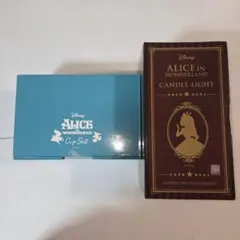 Disney
ALICE
IN
WONDERLAND
Cup Set
Disney
ALICE IN
WONDERLAND
CANDLE-LIGHT